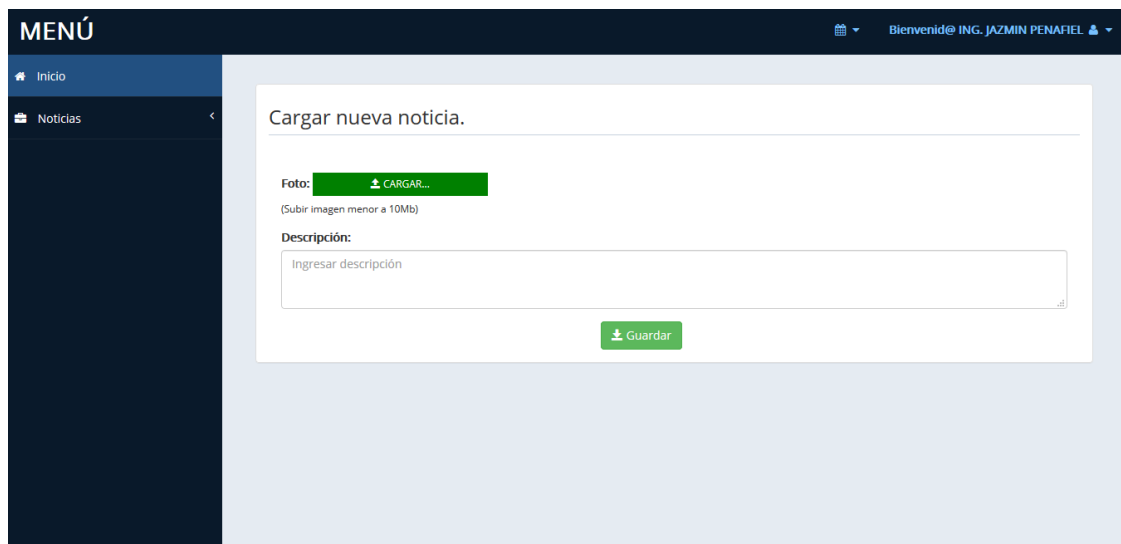 MENÚ
Bienvenid@ ING. JAZMIN PENAFIEL
Inicio
Noticias
Cargar nueva noticia.
Foto: CARGAR...
(Subir imagen menor a 10Mb)
Descripción:
Ingresar descripción
Guardar